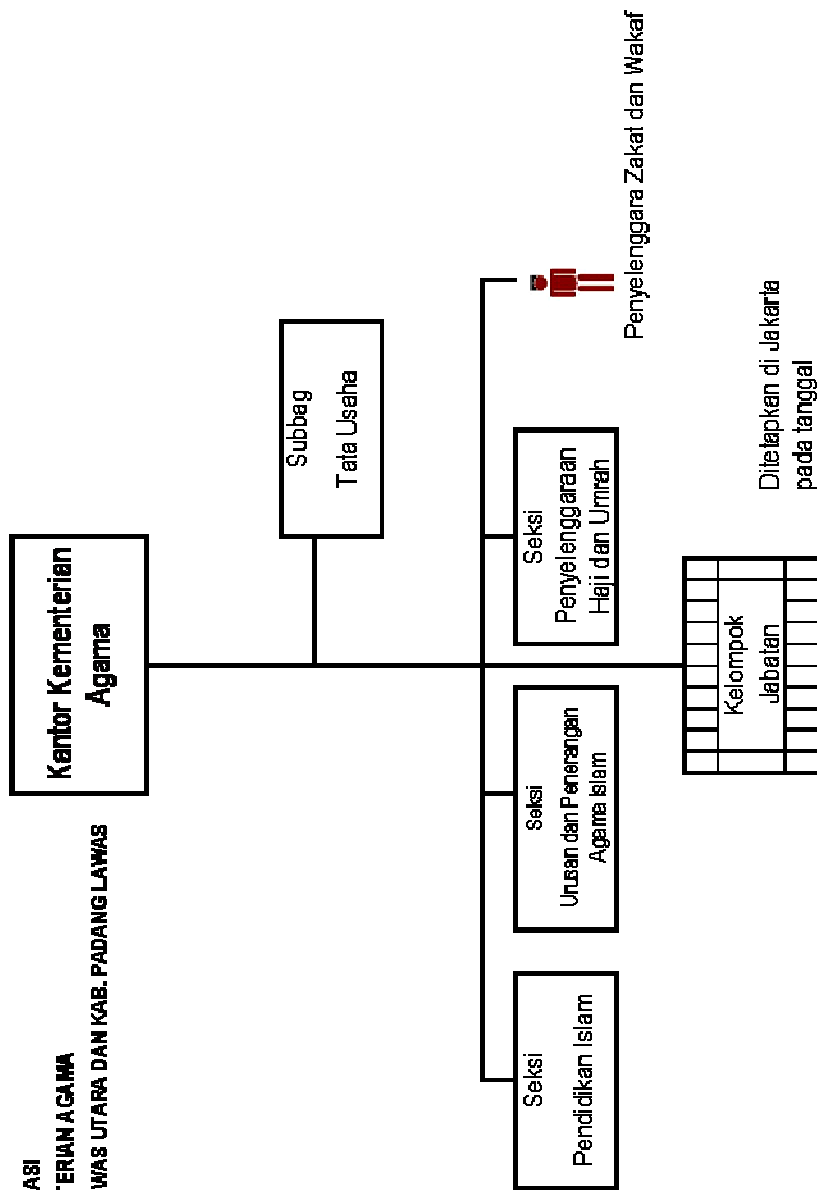 ASI
TERIAN AGAMA
WAS UTARA DAN KAB. PADANG LAWAS
Kantor Kementerian
Agama
Subbag
Tata Usaha
Seksi
Pendidikan Islam
Seksi
Urusan dan Penerangan
Agama Islam
Seksi
Penyelenggaraan
Haji dan Umrah
Penyelenggara Zakat dan Wakaf
Kelompok
Jabatan
Ditetapkan di Jakarta
pada tanggal